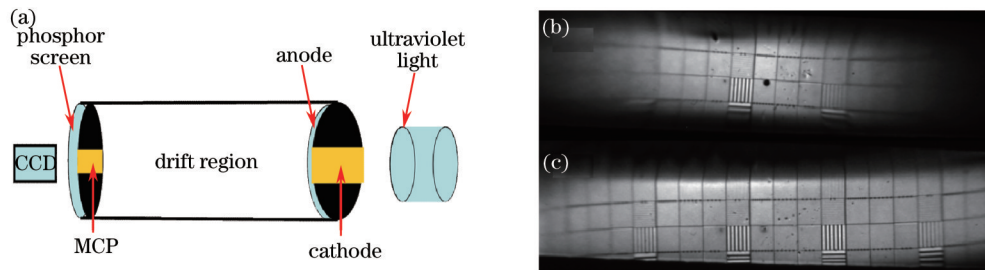 (a)
phosphor
screen
anode
ultraviolet
light
CCD
drift region
MCP
cathode
(b)
(c)